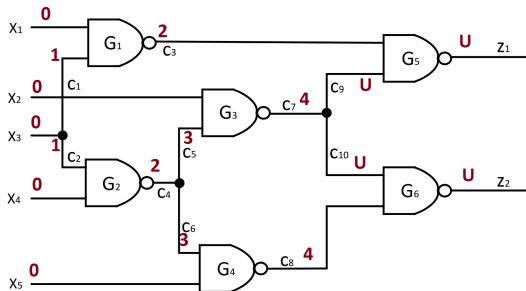 X1 0 G1 2 C3 G5 U Z1
1 C1 C9 U
X2 0 G3 C7 4
X3 0 1 3 C5
C2 2 C10 U
G2 C4 G6 U Z2
X4 0
C6 3
X5 0 G4 C8 4